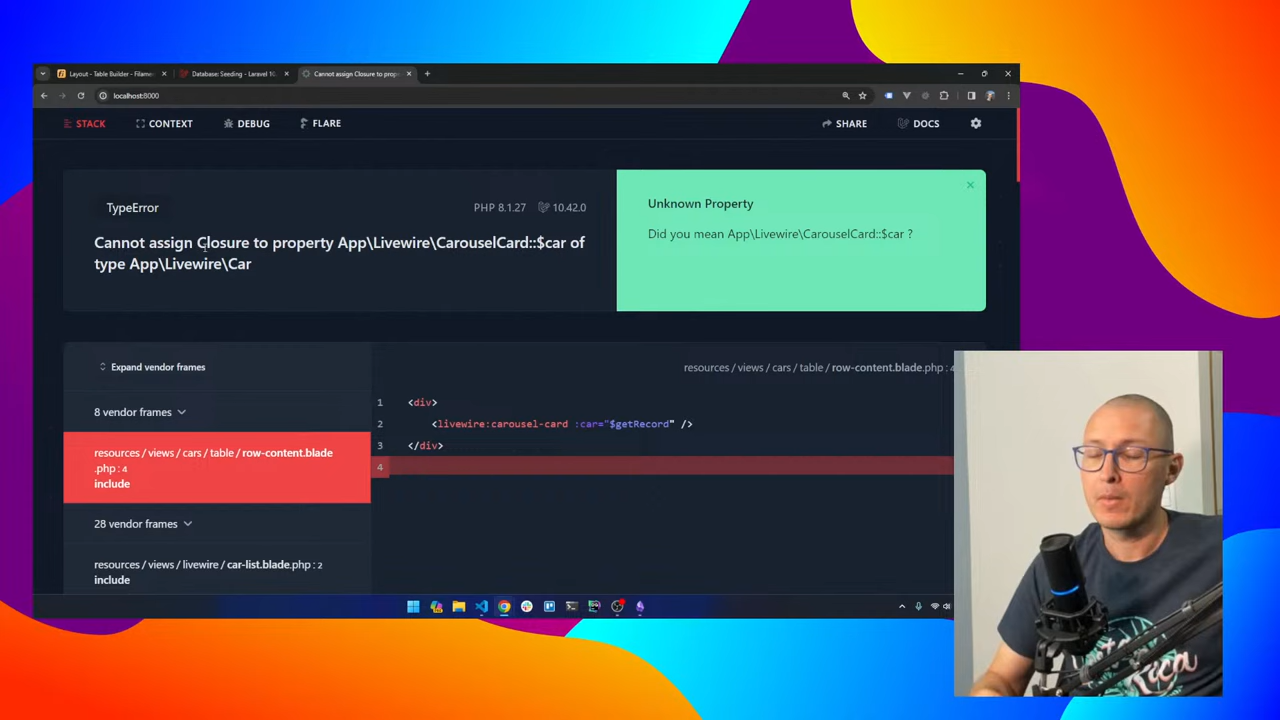 Layout - Table Builder - Filame
Database: Seeding - Laravel 10.
Cannot assign Closure to prope
localhost:8000
STACK
CONTEXT
DEBUG
FLARE
SHARE
DOCS
TypeError
PHP 8.1.27
10.42.0
Cannot assign Closure to property App\Livewire\CarouselCard::$car of
type App\Livewire\Car
Unknown Property
Did you mean App\Livewire\CarouselCard::$car ?
Expand vendor frames
8 vendor frames
resources / views / cars / table / row-content.blade
.php : 4
include
28 vendor frames
resources / views / livewire / car-list.blade.php : 2
include
resources / views / cars / table / row-content.blade.php :
1 <div>
2 <livewire:carousel-card :car="$getRecord" />
3 </div>
4